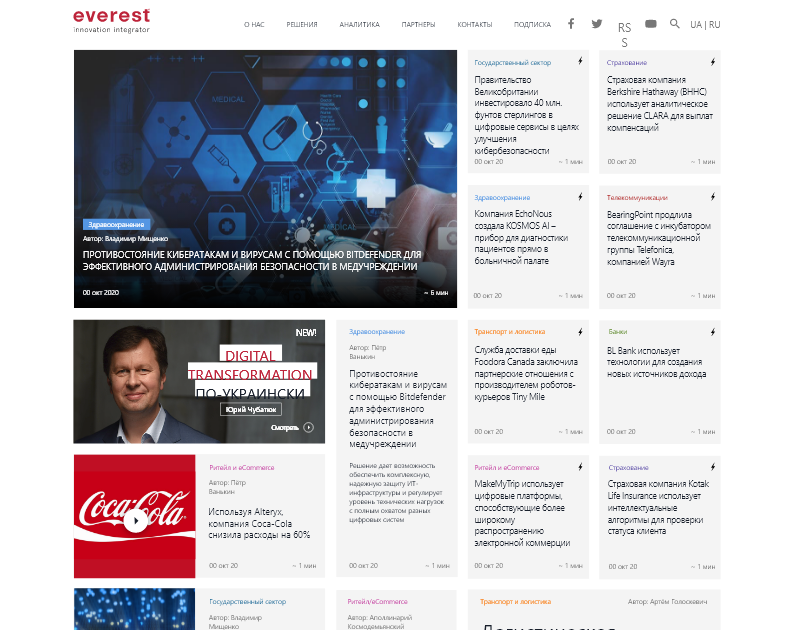 everest
innovation integrator
О НАС
РЕШЕНИЯ
АНАЛИТИКА
ПАРТНЕРЫ
КОНТАКТЫ
ПОДПИСКА
RS
S
UA | RU
MEDICAL
MEDICAL
Здравоохранение
Автор: Владимир Мищенко
ПРОТИВОСТОЯНИЕ КИБЕРАТАКАМ И ВИРУСАМ С ПОМОЩЬЮ BITDEFENDER ДЛЯ
ЭФФЕКТИВНОГО АДМИНИСТРИРОВАНИЯ БЕЗОПАСНОСТИ В МЕДУЧРЕЖДЕНИИ
00 окт 2020
~ 6 мин
Государственный сектор
Правительство
Великобритании
инвестировало 40 млн.
фунтов стерлингов в
цифровые сервисы в целях
улучшения
кибербезопасности
00 окт 20
~ 1 мин
Страхование
Страховая компания
Berkshire Hathaway (BHHC)
использует аналитическое
решение CLARA для выплат
компенсаций
00 окт 20
~ 1 мин
Здравоохранение
Компания EchoNous
создала KOSMOS AI –
прибор для диагностики
пациентов прямо в
больничной палате
00 окт 20
~ 1 мин
Телекоммуникации
BearingPoint продлила
соглашение с инкубатором
телекоммуникационной
группы Telefonica,
компанией Wayra
00 окт 20
~ 1 мин
NEW!
DIGITAL
TRANSFORMATION
ПО-УКРАИНСКИ
Юрий Чубатюк
Смотреть
Здравоохранение
Автор: Пётр
Ванькин
Противостояние
кибератакам и вирусам
с помощью Bitdefender
для эффективного
администрирования
безопасности в
медучреждении
Решение дает возможность
обеспечить комплексную,
надежную защиту ИТ-
инфраструктуры и регулирует
уровень технических нагрузок
с полным охватом разных
цифровых систем
00 окт 20
~ 1 мин
Транспорт и логистика
Служба доставки еды
Foodora Canada заключила
партнерские отношения с
производителем роботов-
курьеров Tiny Mile
00 окт 20
~ 1 мин
Банки
BL Bank использует
технологии для создания
новых источников дохода
00 окт 20
~ 1 мин
Coca-Cola
Ритейл и eCommerce
Автор: Пётр
Ванькин
Используя Alteryx,
компания Coca-Cola
снизила расходы на 60%
00 окт 20
~ 1 мин
Ритейл и eCommerce
MakeMyTrip использует
цифровые платформы,
способствующие более
широкому
распространению
электронной коммерции
00 окт 20
~ 1 мин
Страхование
Страховая компания Kotak
Life Insurance использует
интеллектуальные
алгоритмы для проверки
статуса клиента
00 окт 20
~ 1 мин
Государственный сектор
Автор: Владимир
Мищенко
Ритейл/eCommerce
Автор: Аполлинарий
Космодемьянский
Транспорт и логистика
Автор: Артём Голоскевич
Логистическое